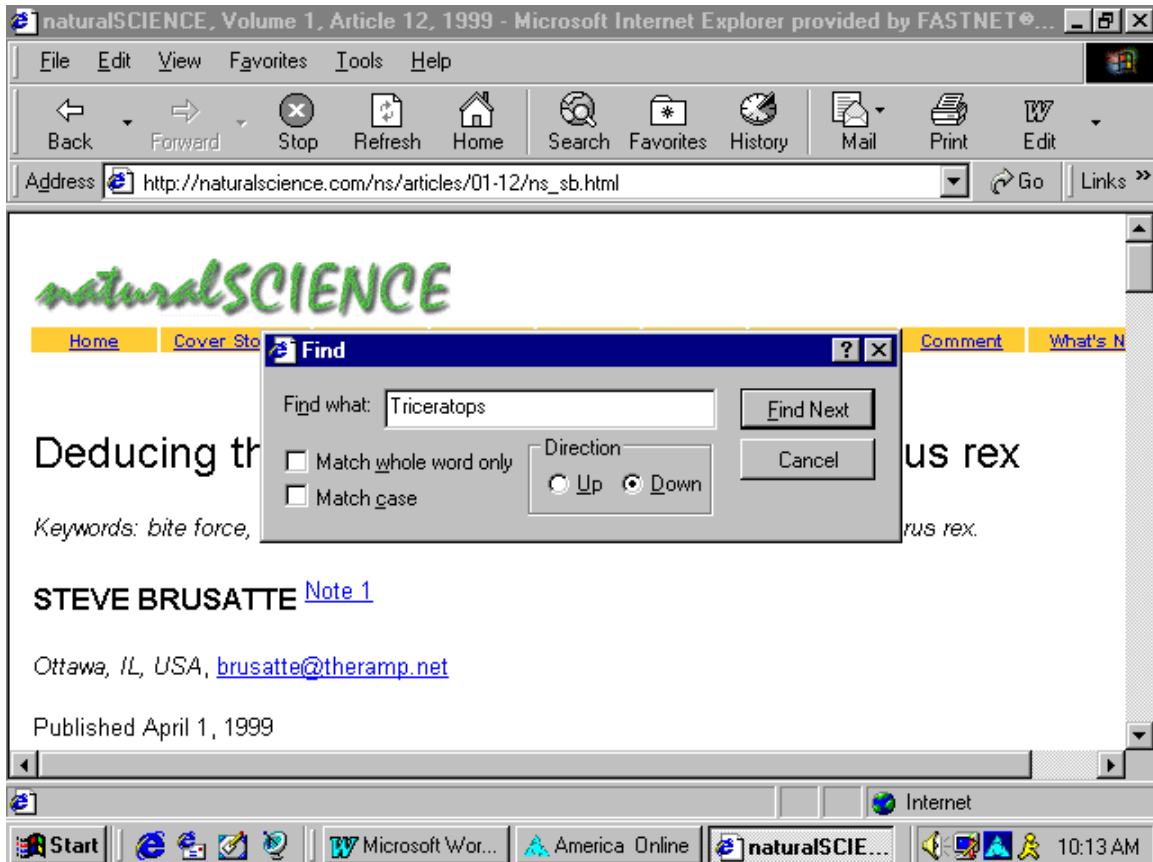 naturalSCIENCE, Volume 1, Article 12, 1999 - Microsoft Internet Explorer provided by FASTNET®...
File Edit View Favorites Tools Help
Back Forward Stop Refresh Home Search Favorites History Mail Print Edit
Address http://naturalscience.com/ns/articles/01-12/ns_sb.html Go Links »
naturalSCIENCE
Home Cover Sto Comment What's N
Find
Find what: Triceratops Find Next
Match whole word only Direction Cancel
Match case Up Down
Deducing th us rex
Keywords: bite force, rus rex.
STEVE BRUSATTE Note 1
Ottawa, IL, USA, brusatte@theramp.net
Published April 1, 1999
Internet
Start Microsoft Wor... America Online naturalSCIE... 10:13 AM